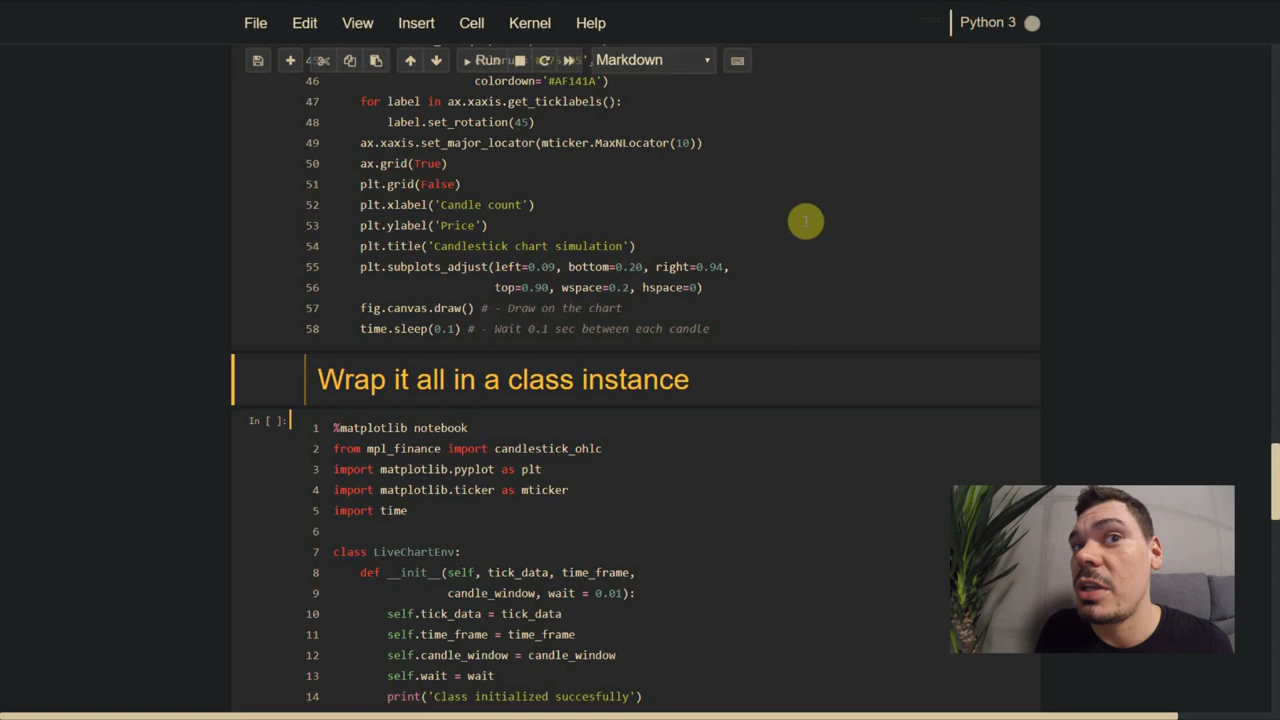 File Edit View Insert Cell Kernel Help
Python 3
Run Markdown
46 colordown='#AF141A')
47 for label in ax.xaxis.get_ticklabels():
48 label.set_rotation(45)
49 ax.xaxis.set_major_locator(mticker.MaxNLocator(10))
50 ax.grid(True)
51 plt.grid(False)
52 plt.xlabel('Candle count')
53 plt.ylabel('Price')
54 plt.title('Candlestick chart simulation')
55 plt.subplots_adjust(left=0.09, bottom=0.20, right=0.94,
56 top=0.90, wspace=0.2, hspace=0)
57 fig.canvas.draw() # - Draw on the chart
58 time.sleep(0.1) # - Wait 0.1 sec between each candle
Wrap it all in a class instance
In [ ]:
1 %matplotlib notebook
2 from mpl_finance import candlestick_ohlc
3 import matplotlib.pyplot as plt
4 import matplotlib.ticker as mticker
5 import time
6
7 class LiveChartEnv:
8 def __init__(self, tick_data, time_frame,
9 candle_window, wait = 0.01):
10 self.tick_data = tick_data
11 self.time_frame = time_frame
12 self.candle_window = candle_window
13 self.wait = wait
14 print('Class initialized succesfully')